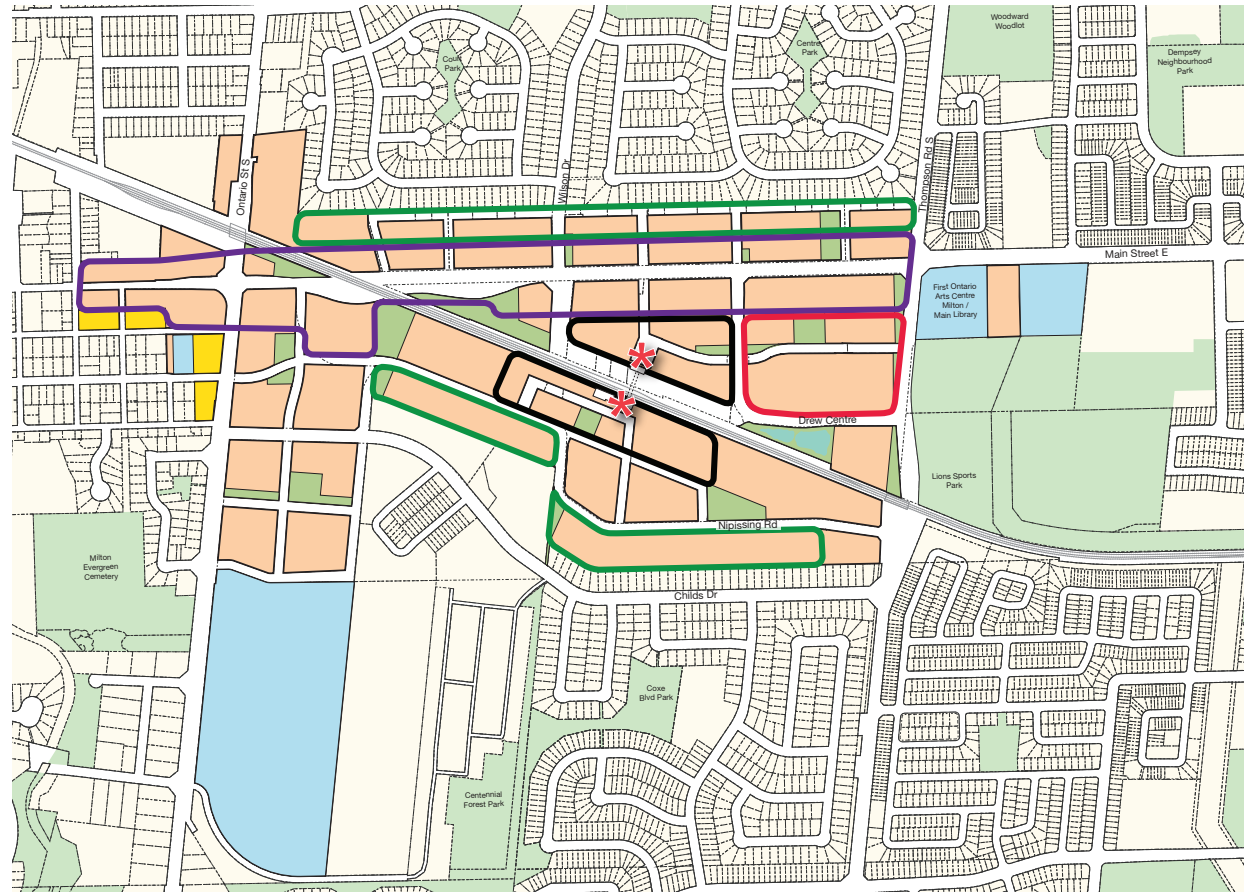 Woodward
Woodlot
Court
Park
Centre
Park
Dempsey
Neighbourhood
Park
Ontario St S
Wilson Dr
Thompson Rd S
Main Street E
First Ontario
Arts Centre
Milton /
Main Library
*
*
Drew Centre
Lions Sports
Park
Nipissing Rd
Milton
Evergreen
Cemetery
Childs Dr
Coxe
Blvd Park
Centennial
Forest Park